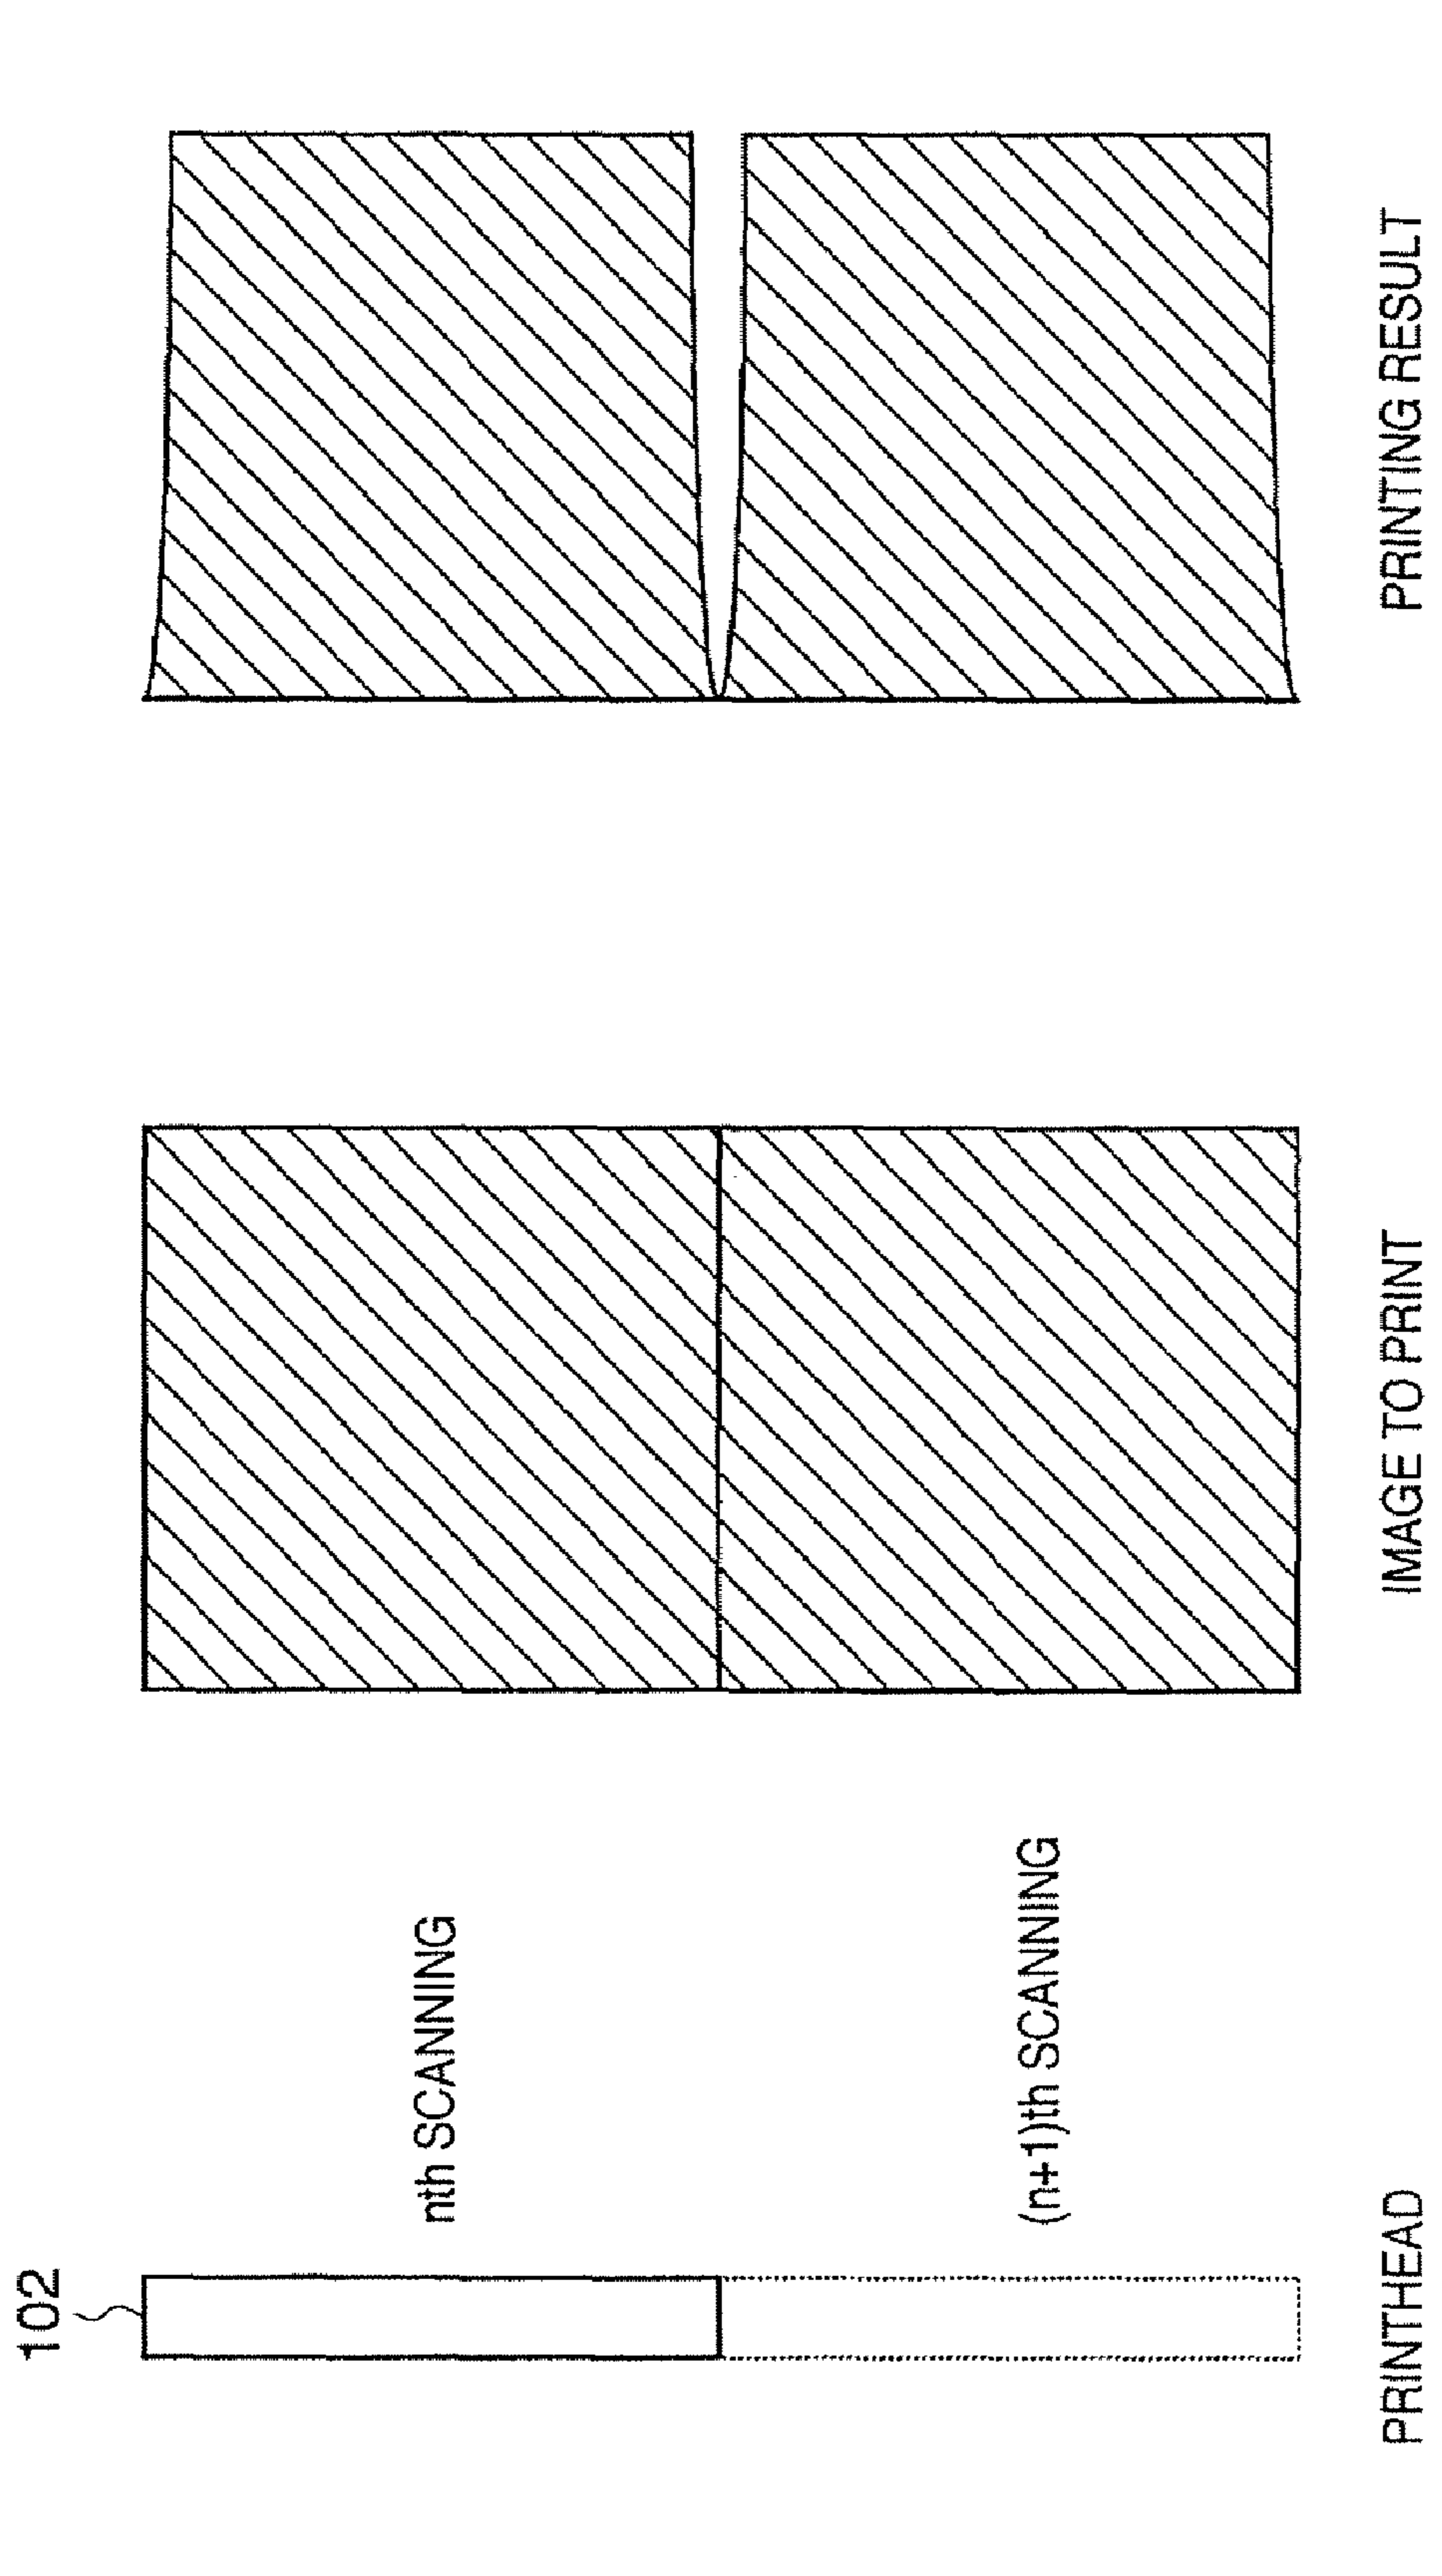 102
nth SCANNING
(n+1)th SCANNING
PRINTHEAD
IMAGE TO PRINT
PRINTING RESULT